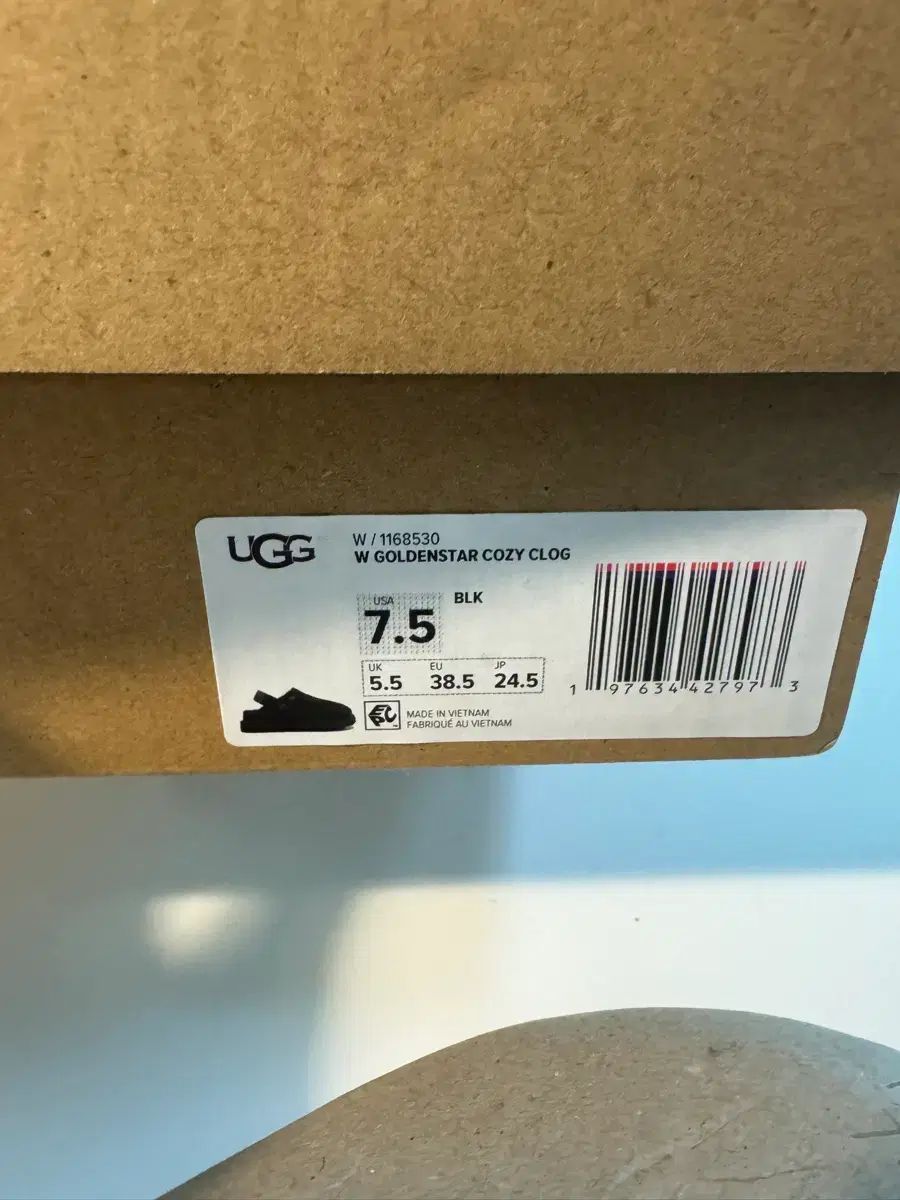 UGG
W / 1168530
W GOLDENSTAR COZY CLOG
BLK
USA
7.5
UK EU JP
5.5 38.5 24.5
MADE IN VIETNAM
FABRIQUÉ AU VIETNAM
1 97634 42797 3